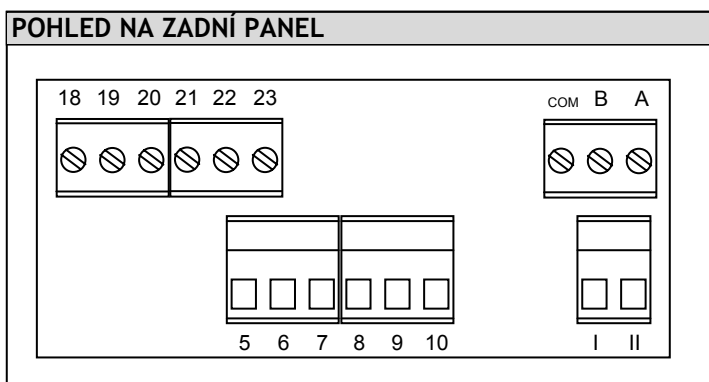 POHLED NA ZADNÍ PANEL
18 19 20 21 22 23 COM B A
5 6 7 8 9 10 I II